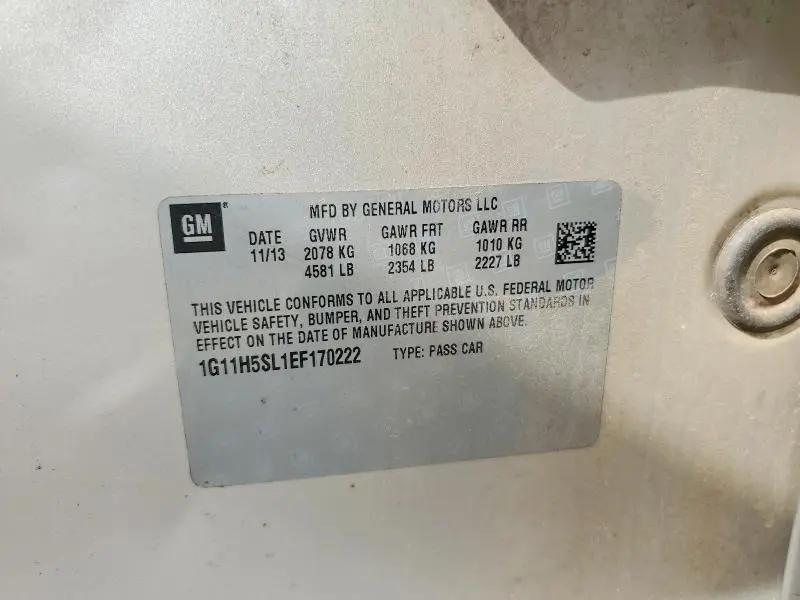 GM®
MFD BY GENERAL MOTORS LLC
DATE GVWR GAWR FRT GAWR RR
11/13 2078 KG 1068 KG 1010 KG
4581 LB 2354 LB 2227 LB
THIS VEHICLE CONFORMS TO ALL APPLICABLE U.S. FEDERAL MOTOR
VEHICLE SAFETY, BUMPER, AND THEFT PREVENTION STANDARDS IN
EFFECT ON THE DATE OF MANUFACTURE SHOWN ABOVE.
1G11H5SL1EF170222 TYPE: PASS CAR